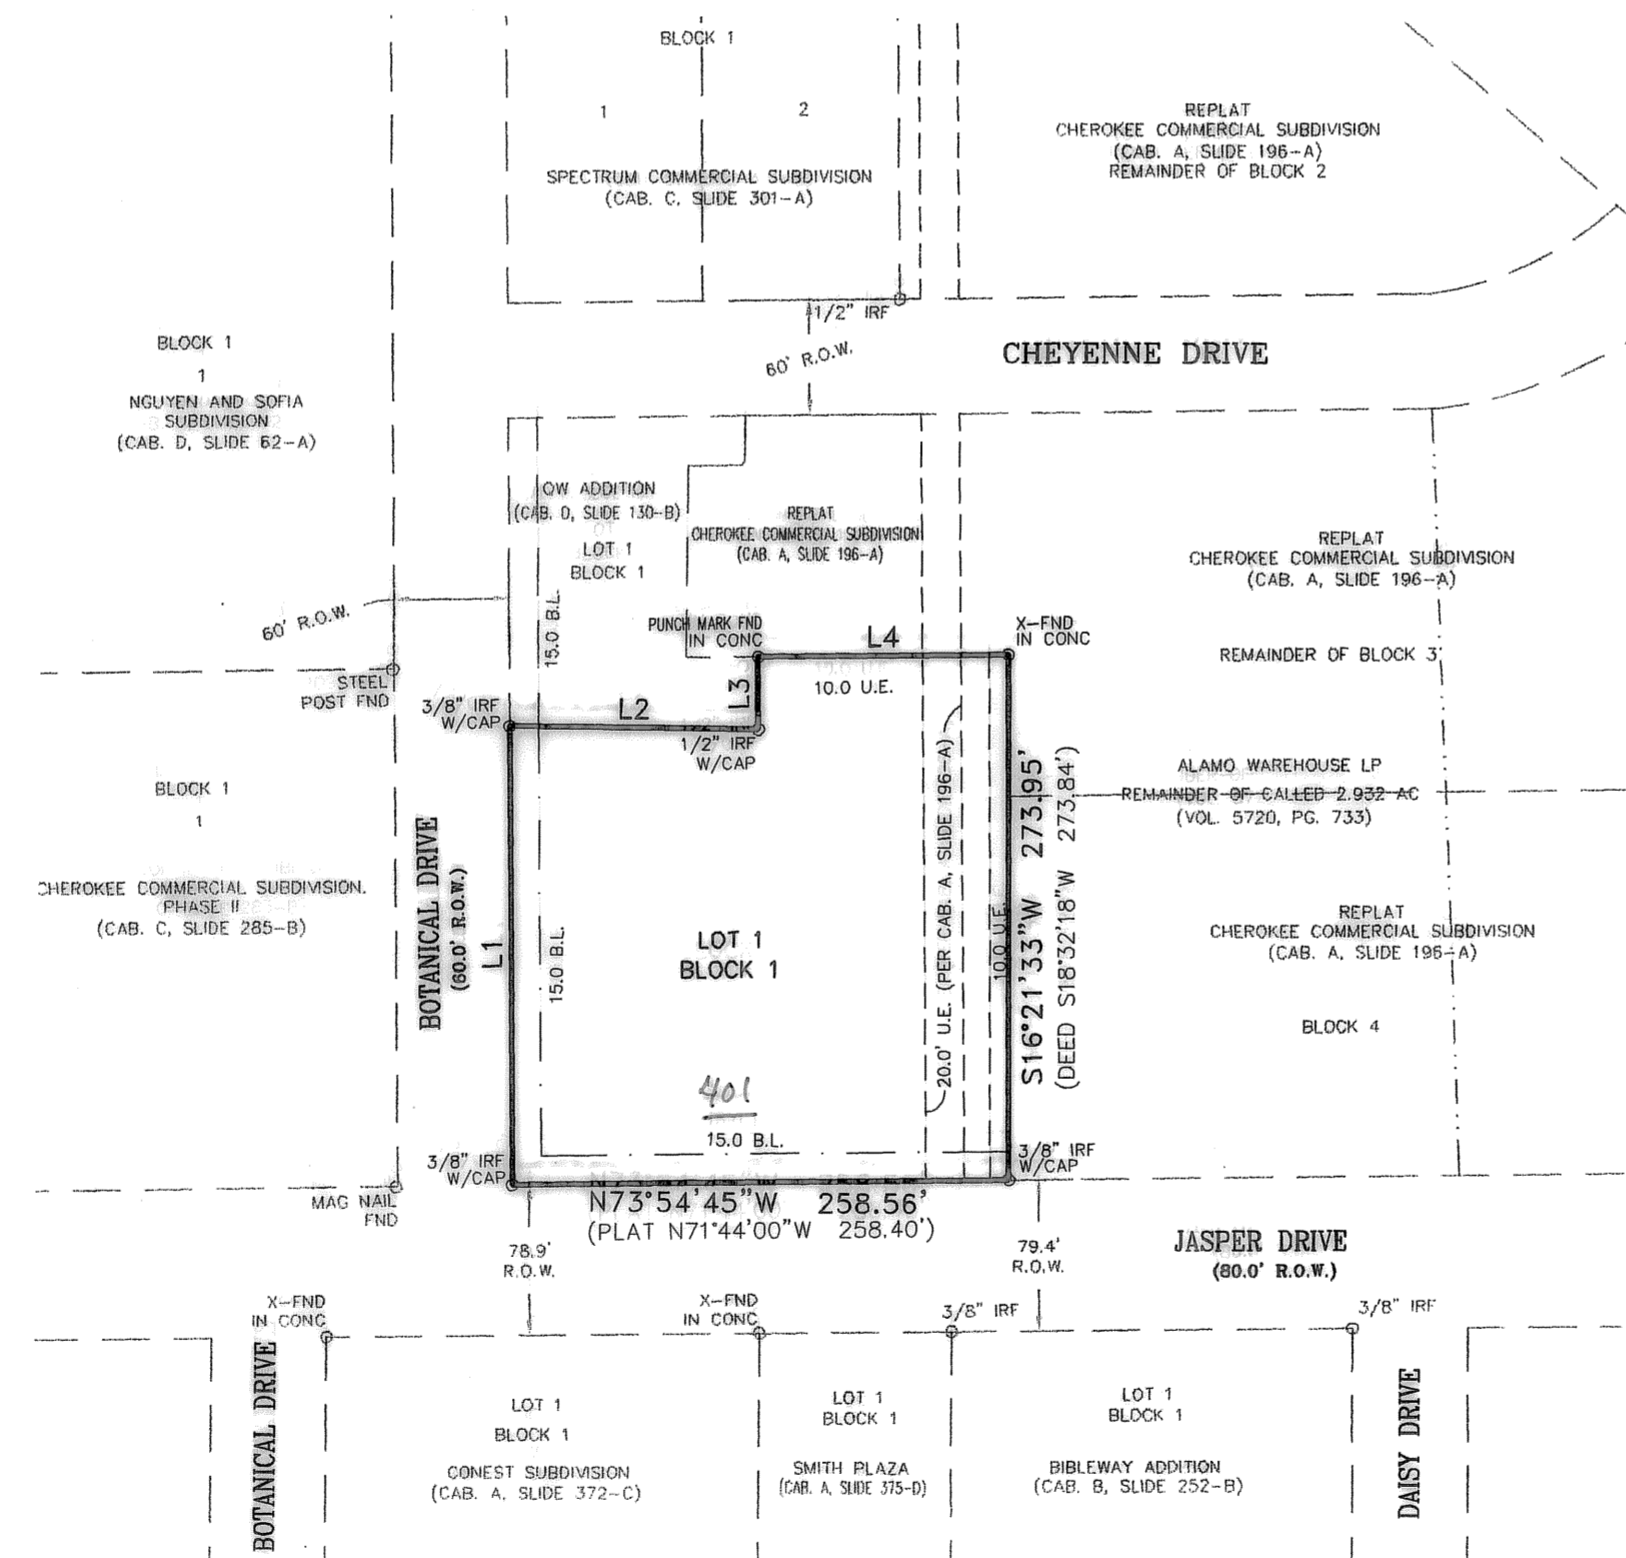 BLOCK 1
1
2
SPECTRUM COMMERCIAL SUBDIVISION
(CAB. C, SLIDE 301-A)
REPLAT
CHEROKEE COMMERCIAL SUBDIVISION
(CAB. A, SLIDE 196-A)
REMAINDER OF BLOCK 2
1/2" IRF
60' R.O.W.
CHEYENNE DRIVE
BLOCK 1
1
NGUYEN AND SOFIA
SUBDIVISION
(CAB. D, SLIDE 62-A)
QW ADDITION
(CAB. D, SLIDE 130-B)
LOT 1
BLOCK 1
REPLAT
CHEROKEE COMMERCIAL SUBDIVISION
(CAB. A, SLIDE 196-A)
REPLAT
CHEROKEE COMMERCIAL SUBDIVISION
(CAB. A, SLIDE 196-A)
REMAINDER OF BLOCK 3
60' R.O.W.
15.0 B.L.
PUNCH MARK FND
IN CONC
L4
X-FND
IN CONC
STEEL
POST FND
3/8" IRF
W/CAP
L2
L3
10.0 U.E.
1/2" IRF
W/CAP
BLOCK 1
1
CHEROKEE COMMERCIAL SUBDIVISION.
PHASE II
(CAB. C, SLIDE 285-B)
BOTANICAL DRIVE
(60.0' R.O.W.)
L1
15.0 B.L.
LOT 1
BLOCK 1
20.0' U.E. (PER CAB. A, SLIDE 196-A)
10.0 U.E.
S16°21'33"W 273.95'
(DEED S18°32'18"W 273.84')
ALAMO WAREHOUSE LP
REMAINDER OF CALLED 2.932 AC
(VOL. 5720, PG. 733)
REPLAT
CHEROKEE COMMERCIAL SUBDIVISION
(CAB. A, SLIDE 196-A)
BLOCK 4
401
15.0 B.L.
3/8" IRF
W/CAP
3/8" IRF
W/CAP
MAG NAIL
FND
N73°54'45"W 258.56'
(PLAT N71°44'00"W 258.40')
78.9'
R.O.W.
79.4'
R.O.W.
JASPER DRIVE
(80.0' R.O.W.)
X-FND
IN CONC
X-FND
IN CONC
3/8" IRF
3/8" IRF
BOTANICAL DRIVE
LOT 1
BLOCK 1
CONEST SUBDIVISION
(CAB. A, SLIDE 372-C)
LOT 1
BLOCK 1
SMITH PLAZA
(CAB. A, SLIDE 375-D)
LOT 1
BLOCK 1
BIBLEWAY ADDITION
(CAB. B, SLIDE 252-B)
DAISY DRIVE